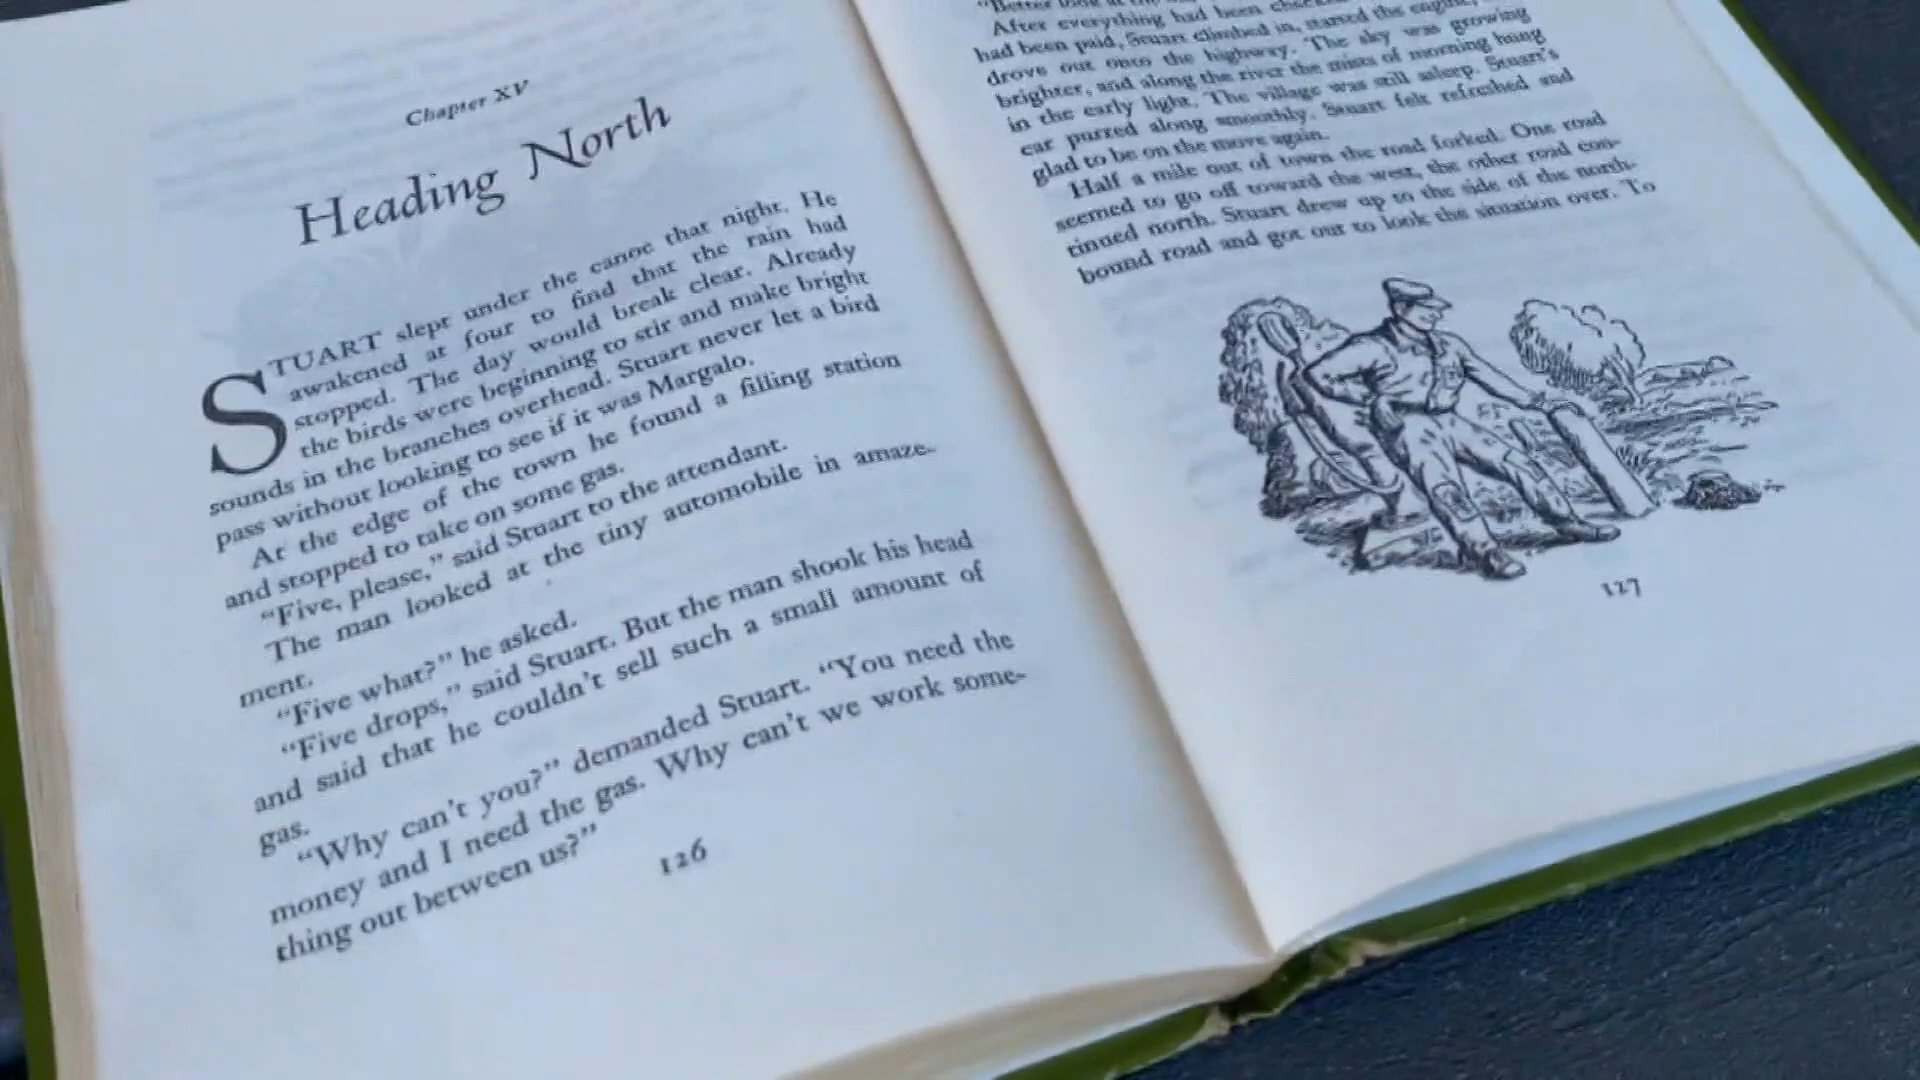 Chapter XV
Heading North
STUART slept under the canoe that night. He
awakened at four to find that the rain had
stopped. The day would break clear. Already
the birds were beginning to stir and make bright
sounds in the branches overhead. Stuart never let a bird
pass without looking to see if it was Margalo.
At the edge of the town he found a filling station
and stopped to take on some gas.
“Five, please,” said Stuart to the attendant.
The man looked at the tiny automobile in amaze-
ment.
“Five what?” he asked.
“Five drops,” said Stuart. But the man shook his head
and said that he couldn't sell such a small amount of
gas.
“Why can't you?” demanded Stuart. “You need the
money and I need the gas. Why can't we work some-
thing out between us?”
126
“Better look at the
After everything had been
had been paid, Stuart climbed in, started the engine,
drove out onto the highway. The sky was growing
brighter, and along the river the mists of morning hung
in the early light. The village was still asleep. Stuart's
car purred along smoothly. Stuart felt refreshed and
glad to be on the move again.
Half a mile out of town the road forked. One road
seemed to go off toward the west, the other road con-
tinued north. Stuart drew up to the side of the north-
bound road and got out to look the situation over. To
127